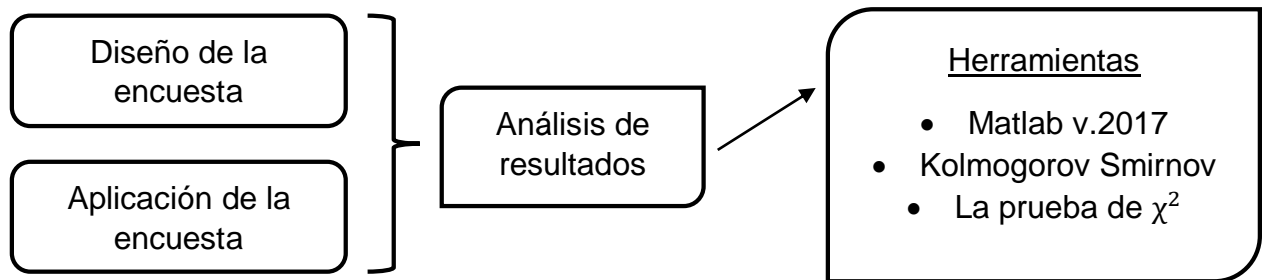 Diseño de la
encuesta
Aplicación de la
encuesta
Análisis de
resultados
Herramientas
• Matlab v.2017
• Kolmogorov Smirnov
• La prueba de χ²